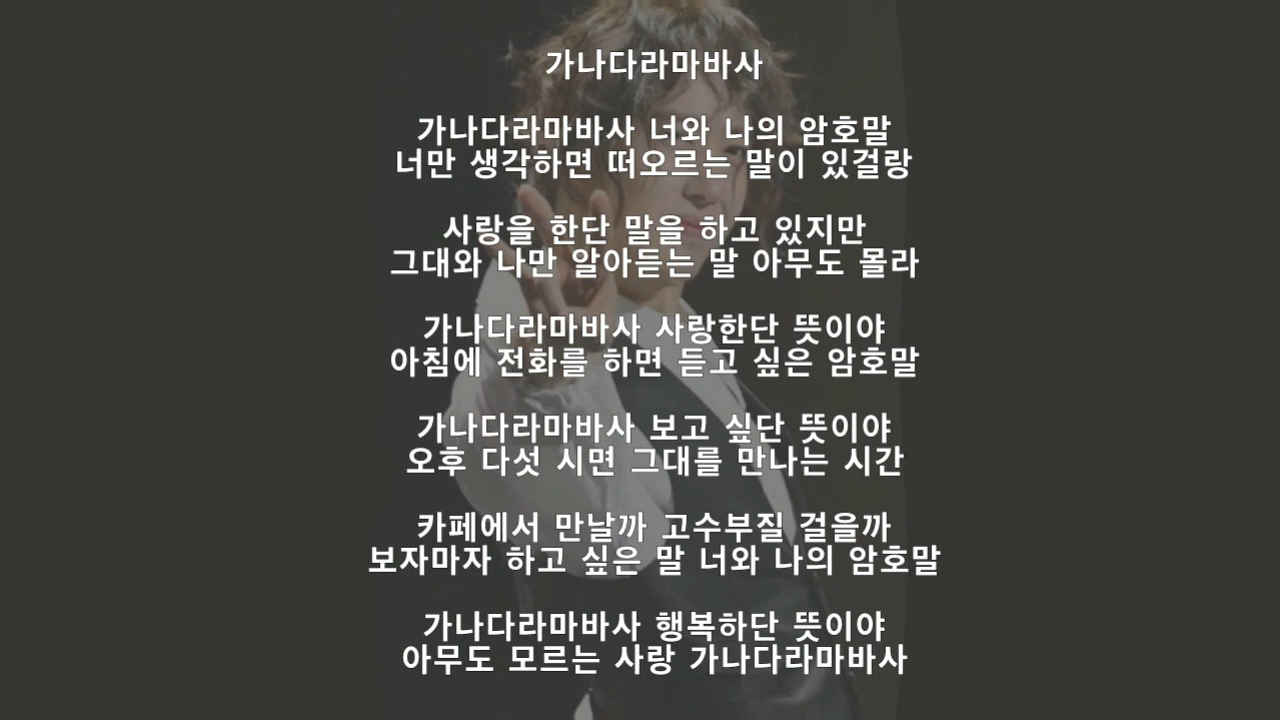 가나다라마바사
가나다라마바사 너와 나의 암호말
너만 생각하면 떠오르는 말이 있걸랑
사랑을 한단 말을 하고 있지만
그대와 나만 알아듣는 말 아무도 몰라
가나다라마바사 사랑한단 뜻이야
아침에 전화를 하면 듣고 싶은 암호말
가나다라마바사 보고 싶단 뜻이야
오후 다섯 시면 그대를 만나는 시간
카페에서 만날까 고수부질 걸을까
보자마자 하고 싶은 말 너와 나의 암호말
가나다라마바사 행복하단 뜻이야
아무도 모르는 사랑 가나다라마바사